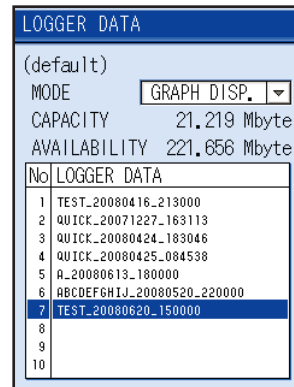 LOGGER DATA
(default)
MODE GRAPH DISP.
CAPACITY 21.219 Mbyte
AVAILABILITY 221.656 Mbyte
No LOGGER DATA
1 TEST_20080416_213000
2 QUICK_20071227_163113
3 QUICK_20080424_183046
4 QUICK_20080425_084538
5 A_20080613_180000
6 ABCDEFGHIJ_20080520_220000
7 TEST_20080620_150000
8
9
10